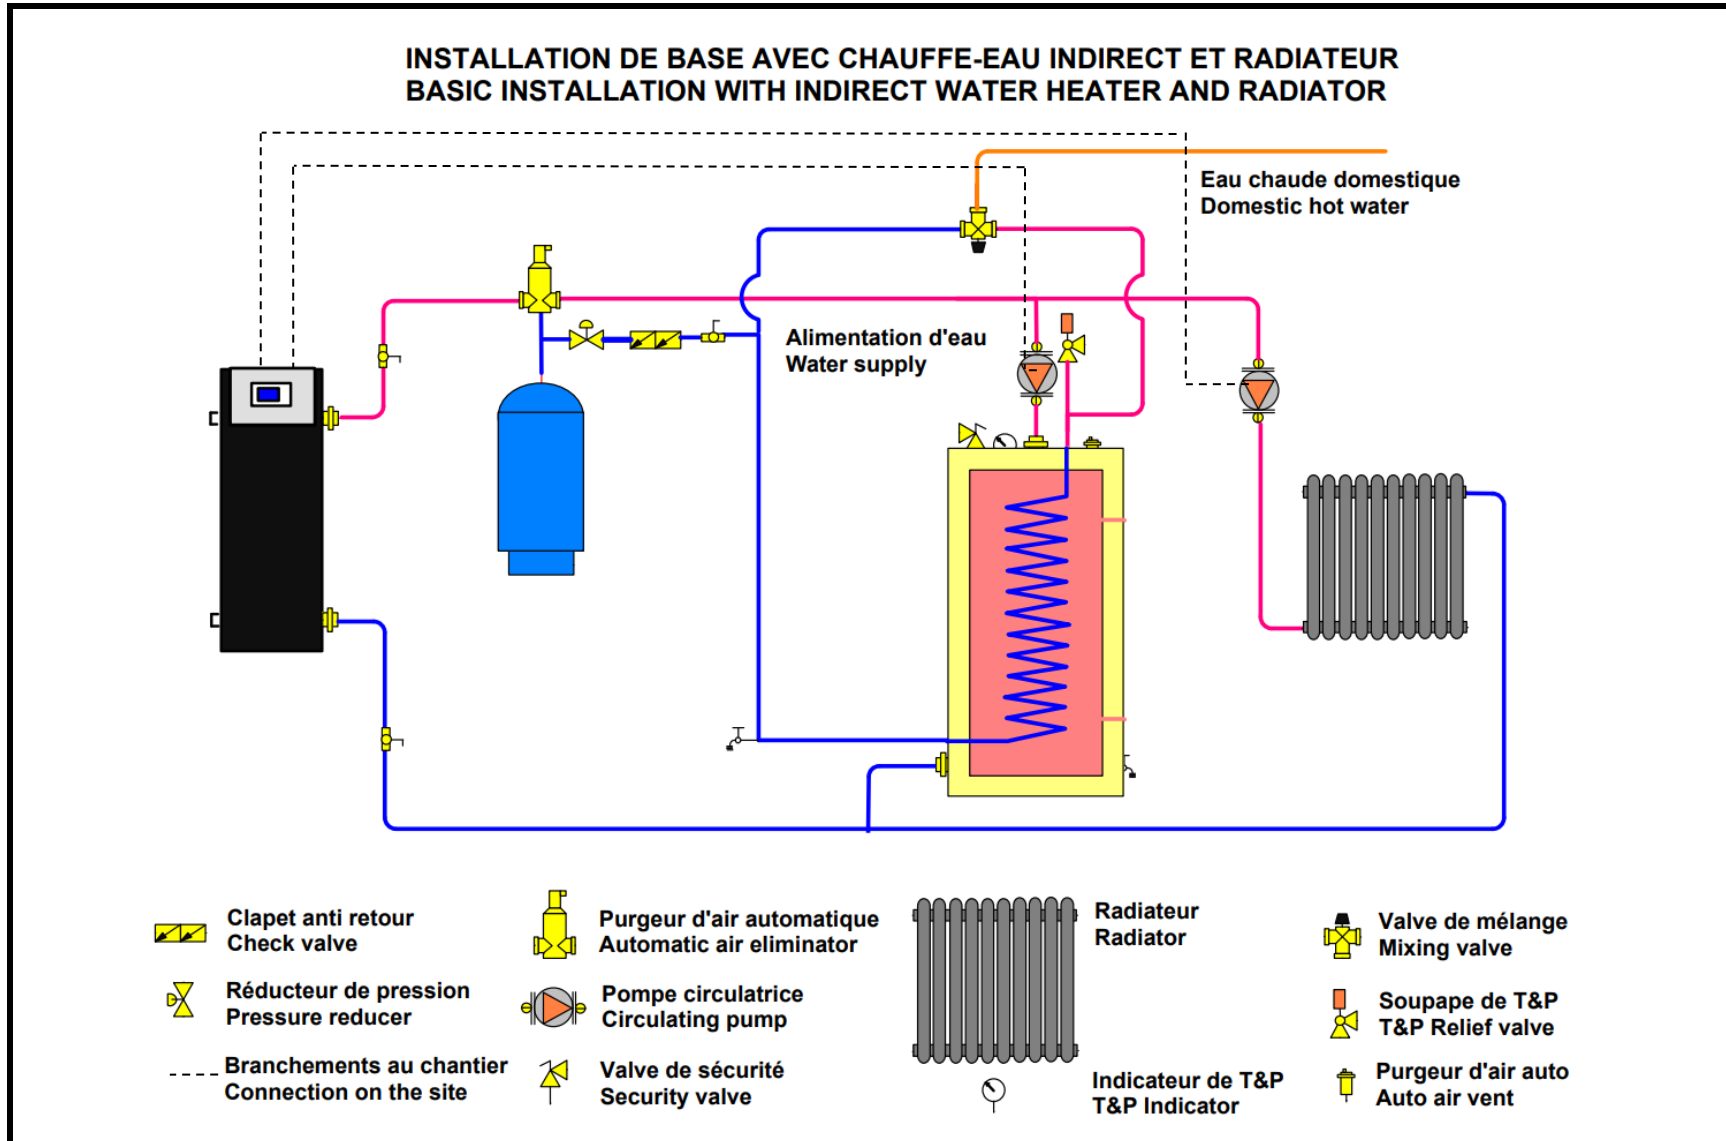 INSTALLATION DE BASE AVEC CHAUFFE-EAU INDIRECT ET RADIATEUR
BASIC INSTALLATION WITH INDIRECT WATER HEATER AND RADIATOR
Eau chaude domestique
Domestic hot water
Alimentation d'eau
Water supply
Clapet anti retour
Check valve
Purgeur d'air automatique
Automatic air eliminator
Radiateur
Radiator
Valve de mélange
Mixing valve
Réducteur de pression
Pressure reducer
Pompe circulatrice
Circulating pump
Soupape de T&P
T&P Relief valve
Branchements au chantier
Connection on the site
Valve de sécurité
Security valve
Indicateur de T&P
T&P Indicator
Purgeur d'air auto
Auto air vent